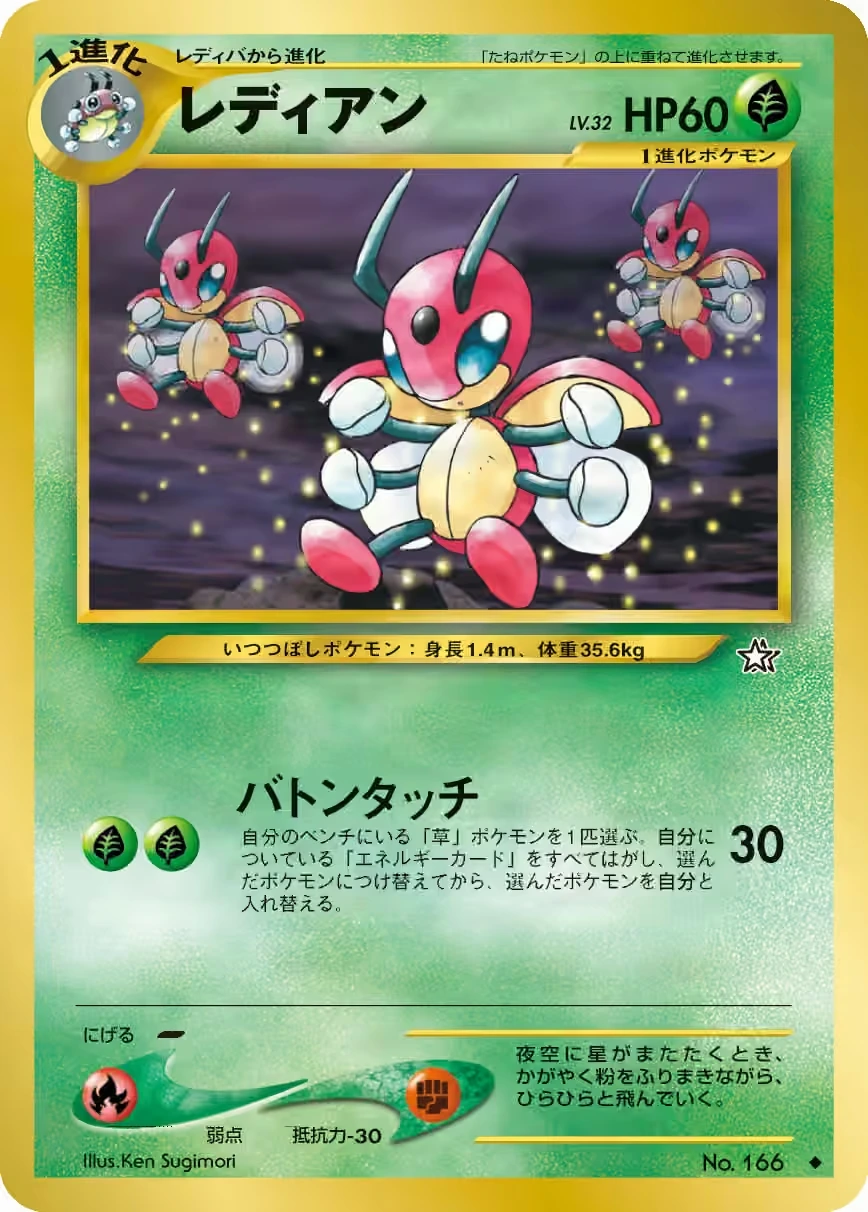 1進化
レディバから進化
「たねポケモン」の上に重ねて進化させます。
レディアン
LV.32 HP60
1進化ポケモン
いつつぼしポケモン：身長1.4m、体重35.6kg
バトンタッチ
30
自分のベンチにいる「草」ポケモンを1匹選ぶ。自分に
ついている「エネルギーカード」をすべてはがし、選ん
だポケモンにつけ替えてから、選んだポケモンを自分と
入れ替える。
にげる
弱点
抵抗力-30
夜空に星がまたたくとき、
かがやく粉をふりまきながら、
ひらひらと飛んでいく。
Illus.Ken Sugimori
No. 166